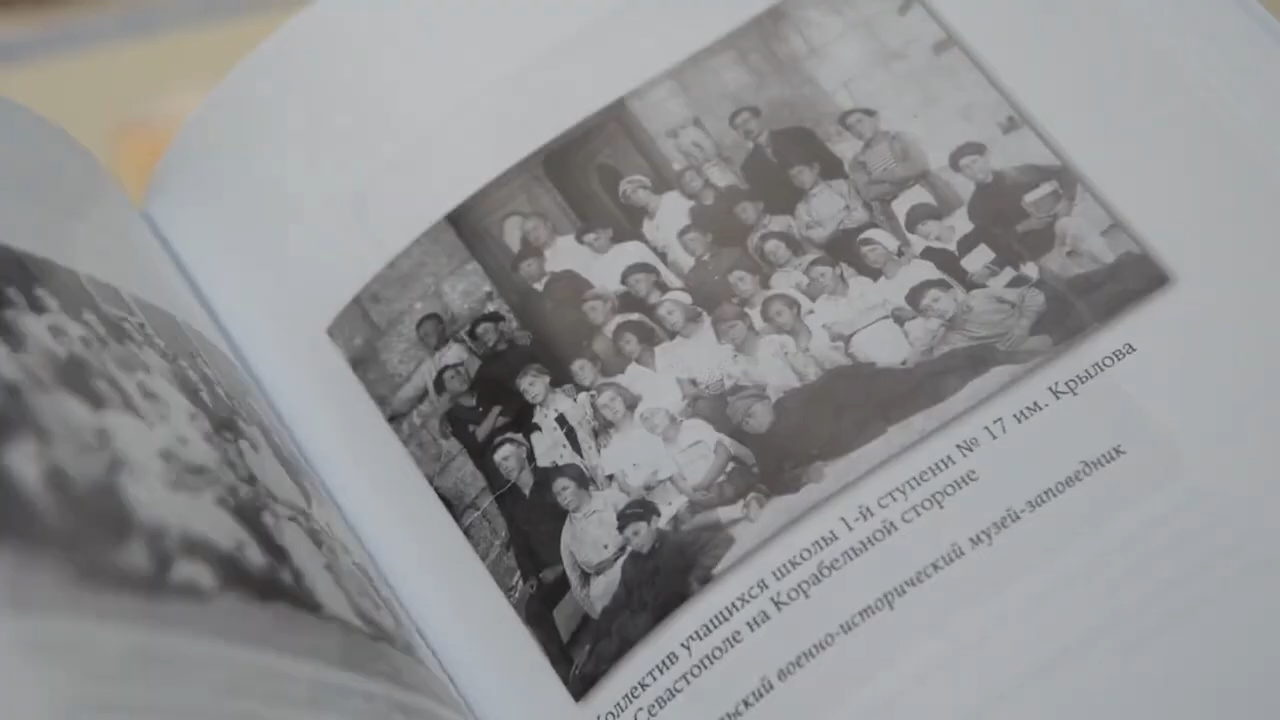 Коллектив учащихся школы 1-й ступени № 17 им. Крылова
Севастополе на Корабельной стороне
военно-исторический музей-заповедник